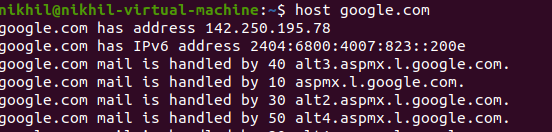 nikhil@nikhil-virtual-machine:~$ host google.com
google.com has address 142.250.195.78
google.com has IPv6 address 2404:6800:4007:823::200e
google.com mail is handled by 40 alt3.aspmx.l.google.com.
google.com mail is handled by 10 aspmx.l.google.com.
google.com mail is handled by 30 alt2.aspmx.l.google.com.
google.com mail is handled by 50 alt4.aspmx.l.google.com.